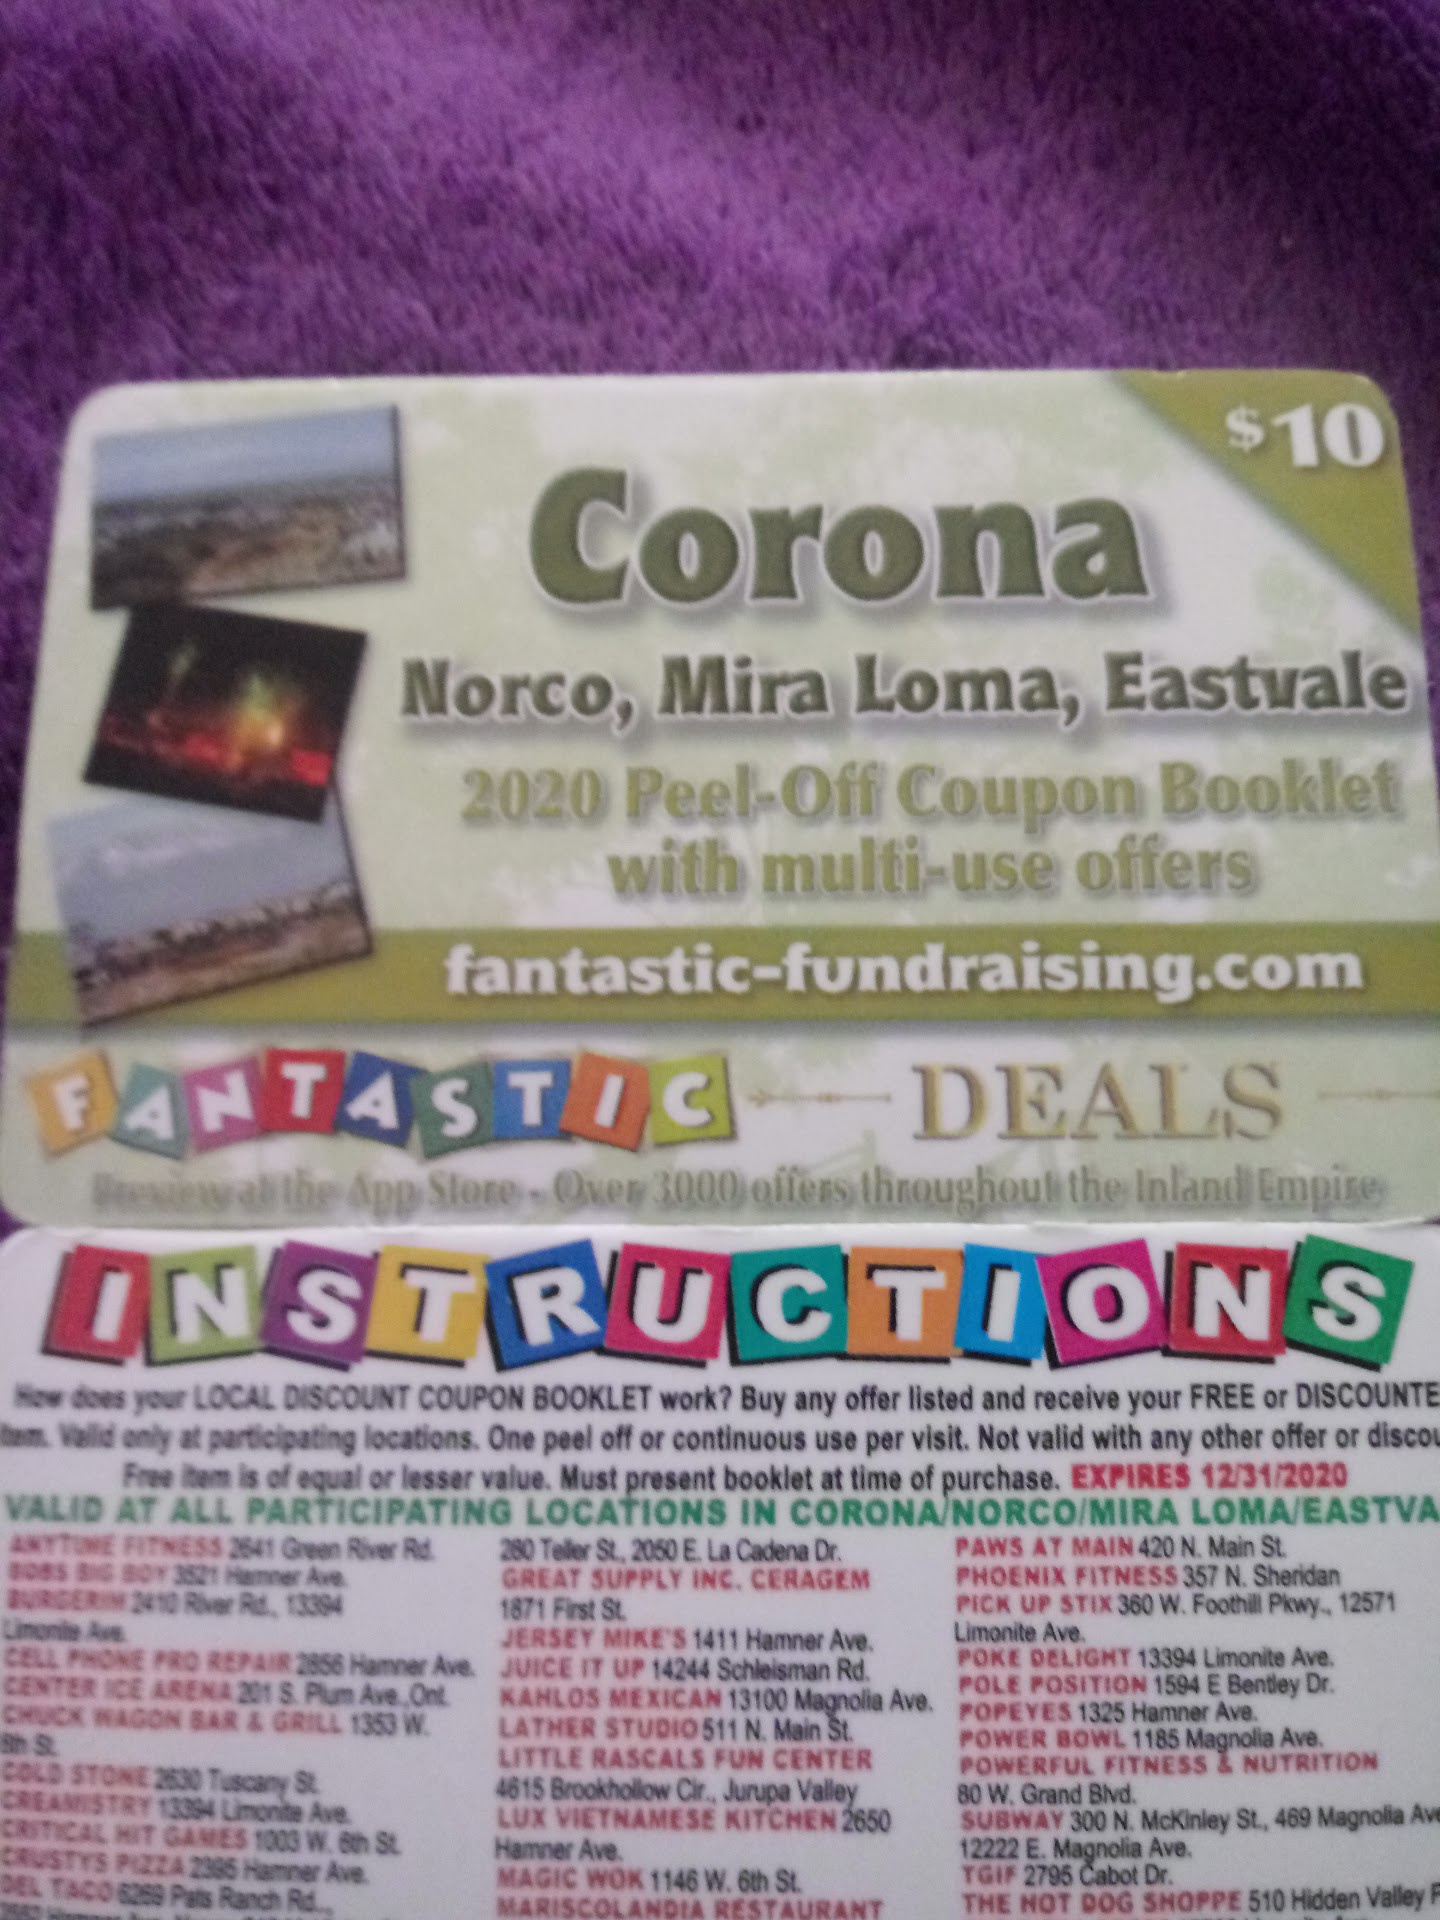 $10
Corona
Norco, Mira Loma, Eastvale
2020 Peel-Off Coupon Booklet
with multi-use offers
fantastic-fundraising.com
FANTASTIC DEALS
Preview at the App Store - Over 3000 offers throughout the Inland Empire
INSTRUCTIONS
How does your LOCAL DISCOUNT COUPON BOOKLET work? Buy any offer listed and receive your FREE or DISCOUNTE
item. Valid only at participating locations. One peel off or continuous use per visit. Not valid with any other offer or discou
Free item is of equal or lesser value. Must present booklet at time of purchase. EXPIRES 12/31/2020
VALID AT ALL PARTICIPATING LOCATIONS IN CORONA/NORCO/MIRA LOMA/EASTVA
ANYTIME FITNESS 2641 Green River Rd.
BOBS BIG BOY 3521 Hamner Ave.
BURGERIM 2410 River Rd., 13394
Limonite Ave.
CELL PHONE PRO REPAIR 2856 Hamner Ave.
CENTER ICE ARENA 201 S. Plum Ave.,Ont.
CHUCK WAGON BAR & GRILL 1353 W.
6th St.
COLD STONE 2630 Tuscany St.
CREAMISTRY 13394 Limonite Ave.
CRITICAL HIT GAMES 1003 W. 6th St.
CRUSTYS PIZZA 2395 Hamner Ave.
DEL TACO 6269 Pats Ranch Rd.,
280 Teller St., 2050 E. La Cadena Dr.
GREAT SUPPLY INC. CERAGEM
1871 First St.
JERSEY MIKE'S 1411 Hamner Ave.
JUICE IT UP 14244 Schleisman Rd.
KAHLOS MEXICAN 13100 Magnolia Ave.
LATHER STUDIO 511 N. Main St.
LITTLE RASCALS FUN CENTER
4615 Brookhollow Cir., Jurupa Valley
LUX VIETNAMESE KITCHEN 2650
Hamner Ave.
MAGIC WOK 1146 W. 6th St.
MARISCOLANDIA RESTAURANT
PAWS AT MAIN 420 N. Main St.
PHOENIX FITNESS 357 N. Sheridan
PICK UP STIX 360 W. Foothill Pkwy., 12571
Limonite Ave.
POKE DELIGHT 13394 Limonite Ave.
POLE POSITION 1594 E Bentley Dr.
POPEYES 1325 Hamner Ave.
POWER BOWL 1185 Magnolia Ave.
POWERFUL FITNESS & NUTRITION
80 W. Grand Blvd.
SUBWAY 300 N. McKinley St., 469 Magnolia Ave
12222 E. Magnolia Ave.
TGIF 2795 Cabot Dr.
THE HOT DOG SHOPPE 510 Hidden Valley P